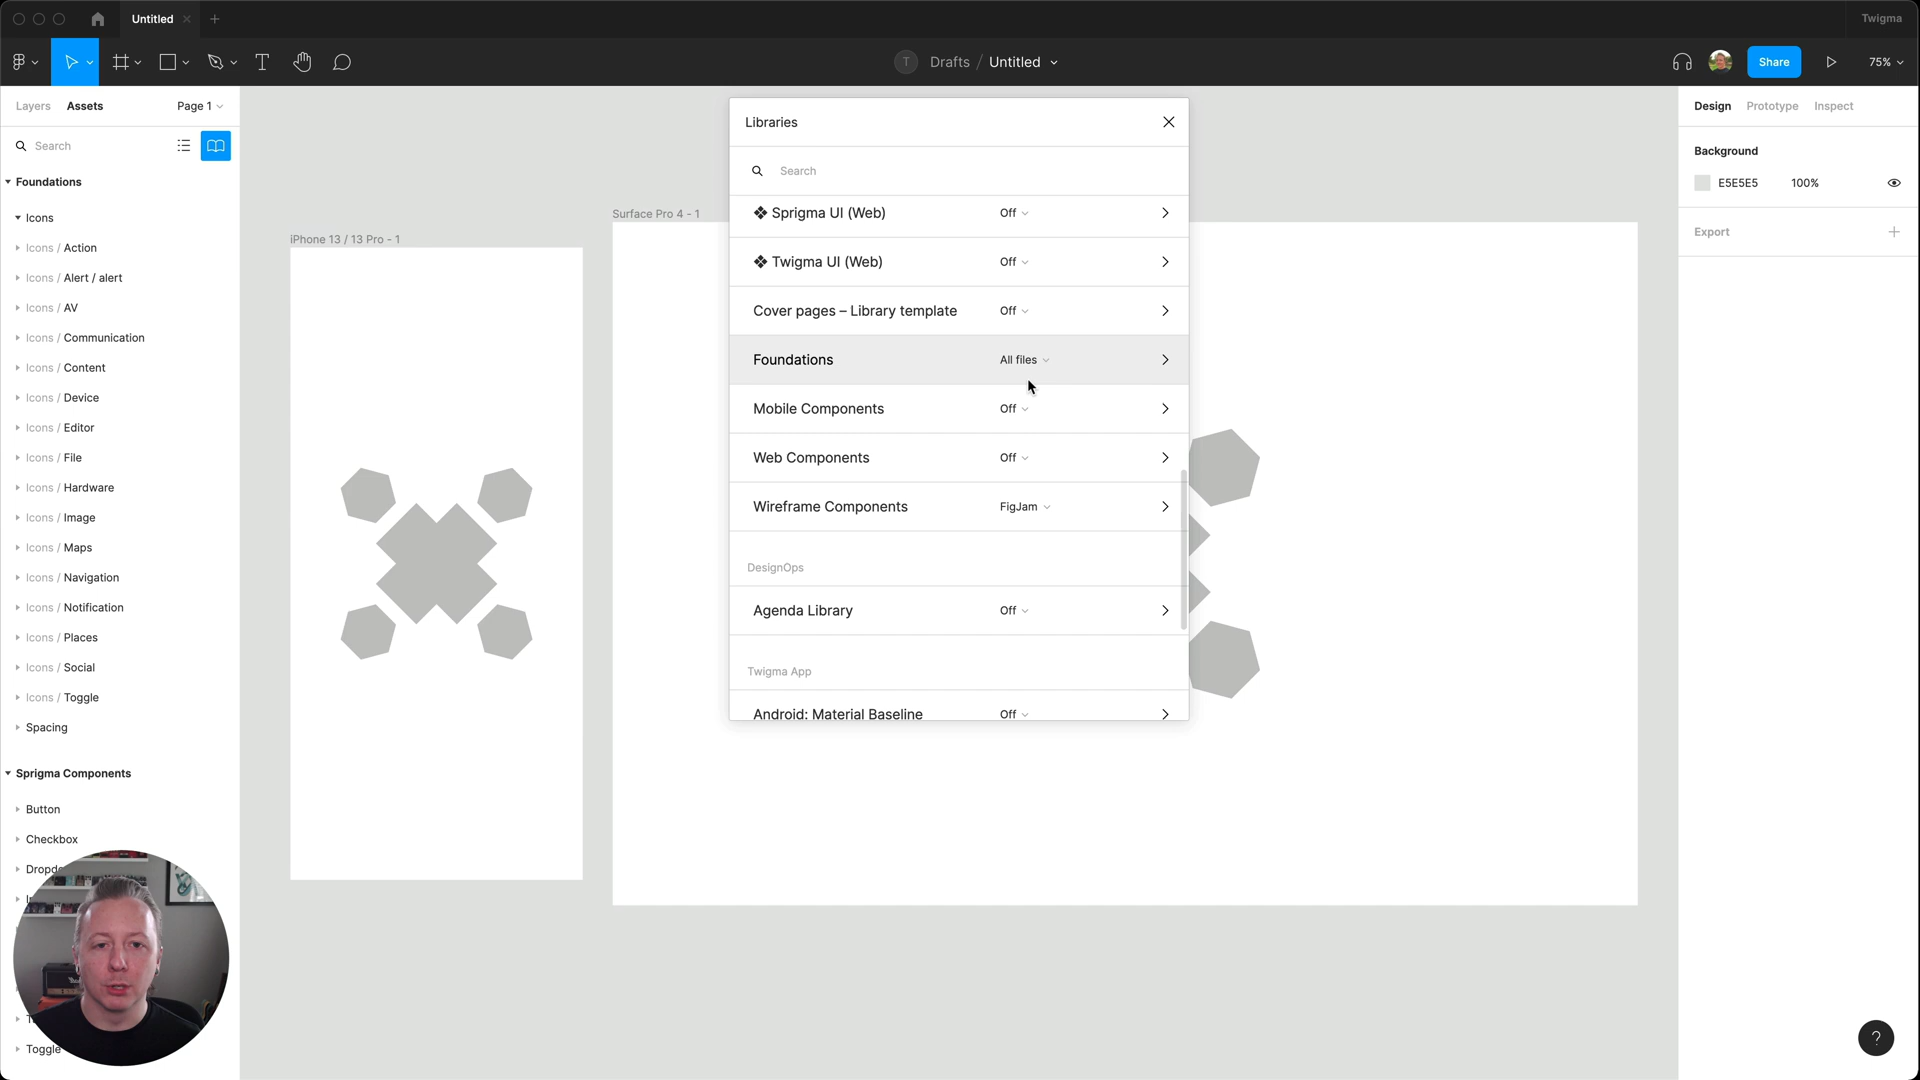 Untitled
Twigma
T Drafts / Untitled
Share
75%
Layers Assets Page 1
Search
Foundations
Icons
Icons / Action
Icons / Alert / alert
Icons / AV
Icons / Communication
Icons / Content
Icons / Device
Icons / Editor
Icons / File
Icons / Hardware
Icons / Image
Icons / Maps
Icons / Navigation
Icons / Notification
Icons / Places
Icons / Social
Icons / Toggle
Spacing
Sprigma Components
Button
Checkbox
Toggle
iPhone 13 / 13 Pro - 1
Surface Pro 4 - 1
Libraries
Search
Sprigma UI (Web) Off
Twigma UI (Web) Off
Cover pages – Library template Off
Foundations All files
Mobile Components Off
Web Components Off
Wireframe Components FigJam
DesignOps
Agenda Library Off
Twigma App
Android: Material Baseline Off
Design Prototype Inspect
Background
E5E5E5 100%
Export
?